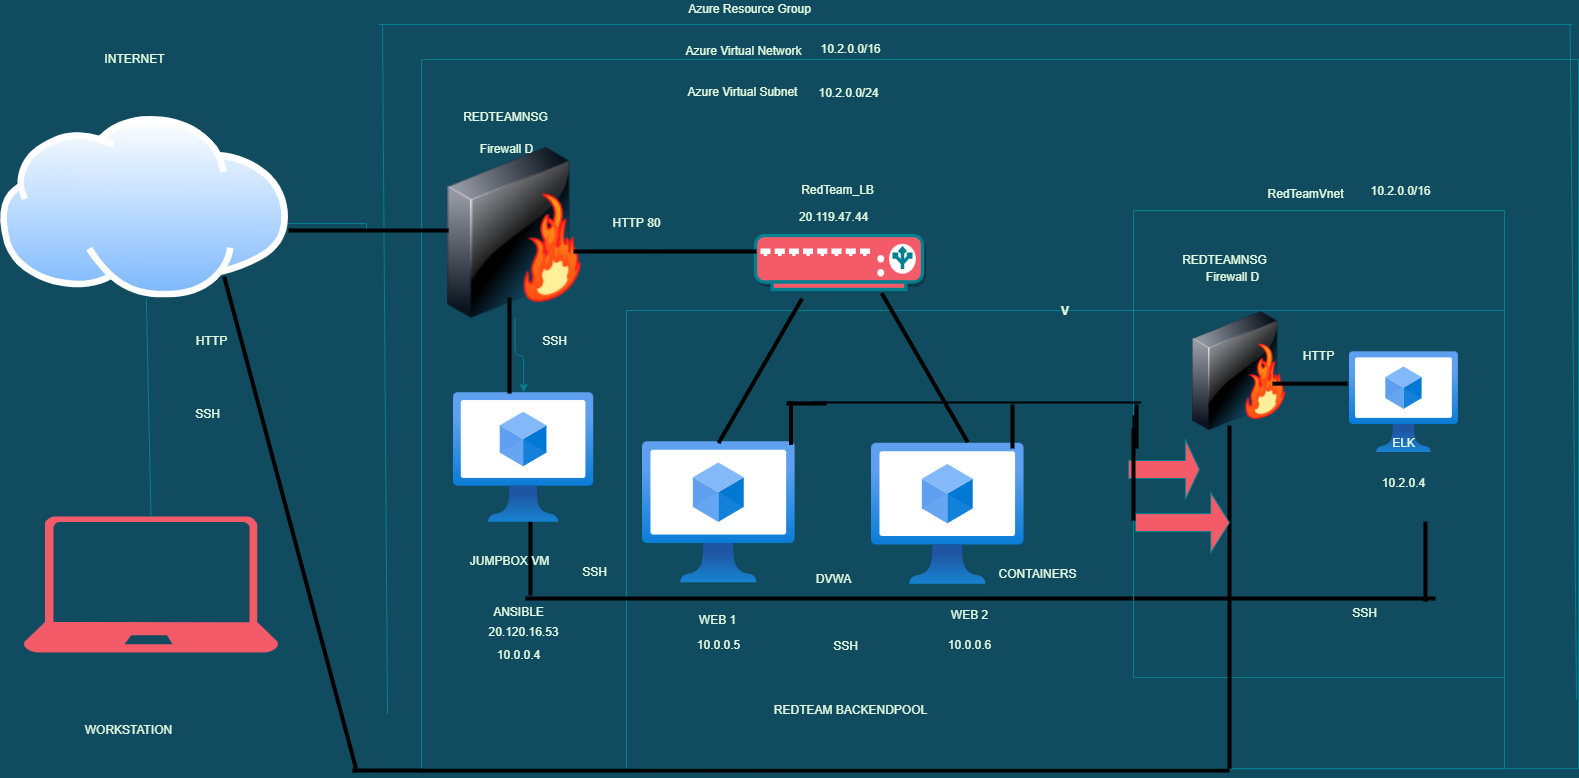 Azure Resource Group
INTERNET
Azure Virtual Network 10.2.0.0/16
Azure Virtual Subnet 10.2.0.0/24
REDTEAMNSG
Firewall D
RedTeam_LB
20.119.47.44
HTTP 80
RedTeamVnet 10.2.0.0/16
REDTEAMNSG
Firewall D
V
HTTP
SSH
HTTP
SSH
ELK
10.2.0.4
JUMPBOX VM
SSH
DVWA
CONTAINERS
ANSIBLE
20.120.16.53
10.0.0.4
WEB 1
10.0.0.5
SSH
WEB 2
10.0.0.6
SSH
REDTEAM BACKENDPOOL
WORKSTATION